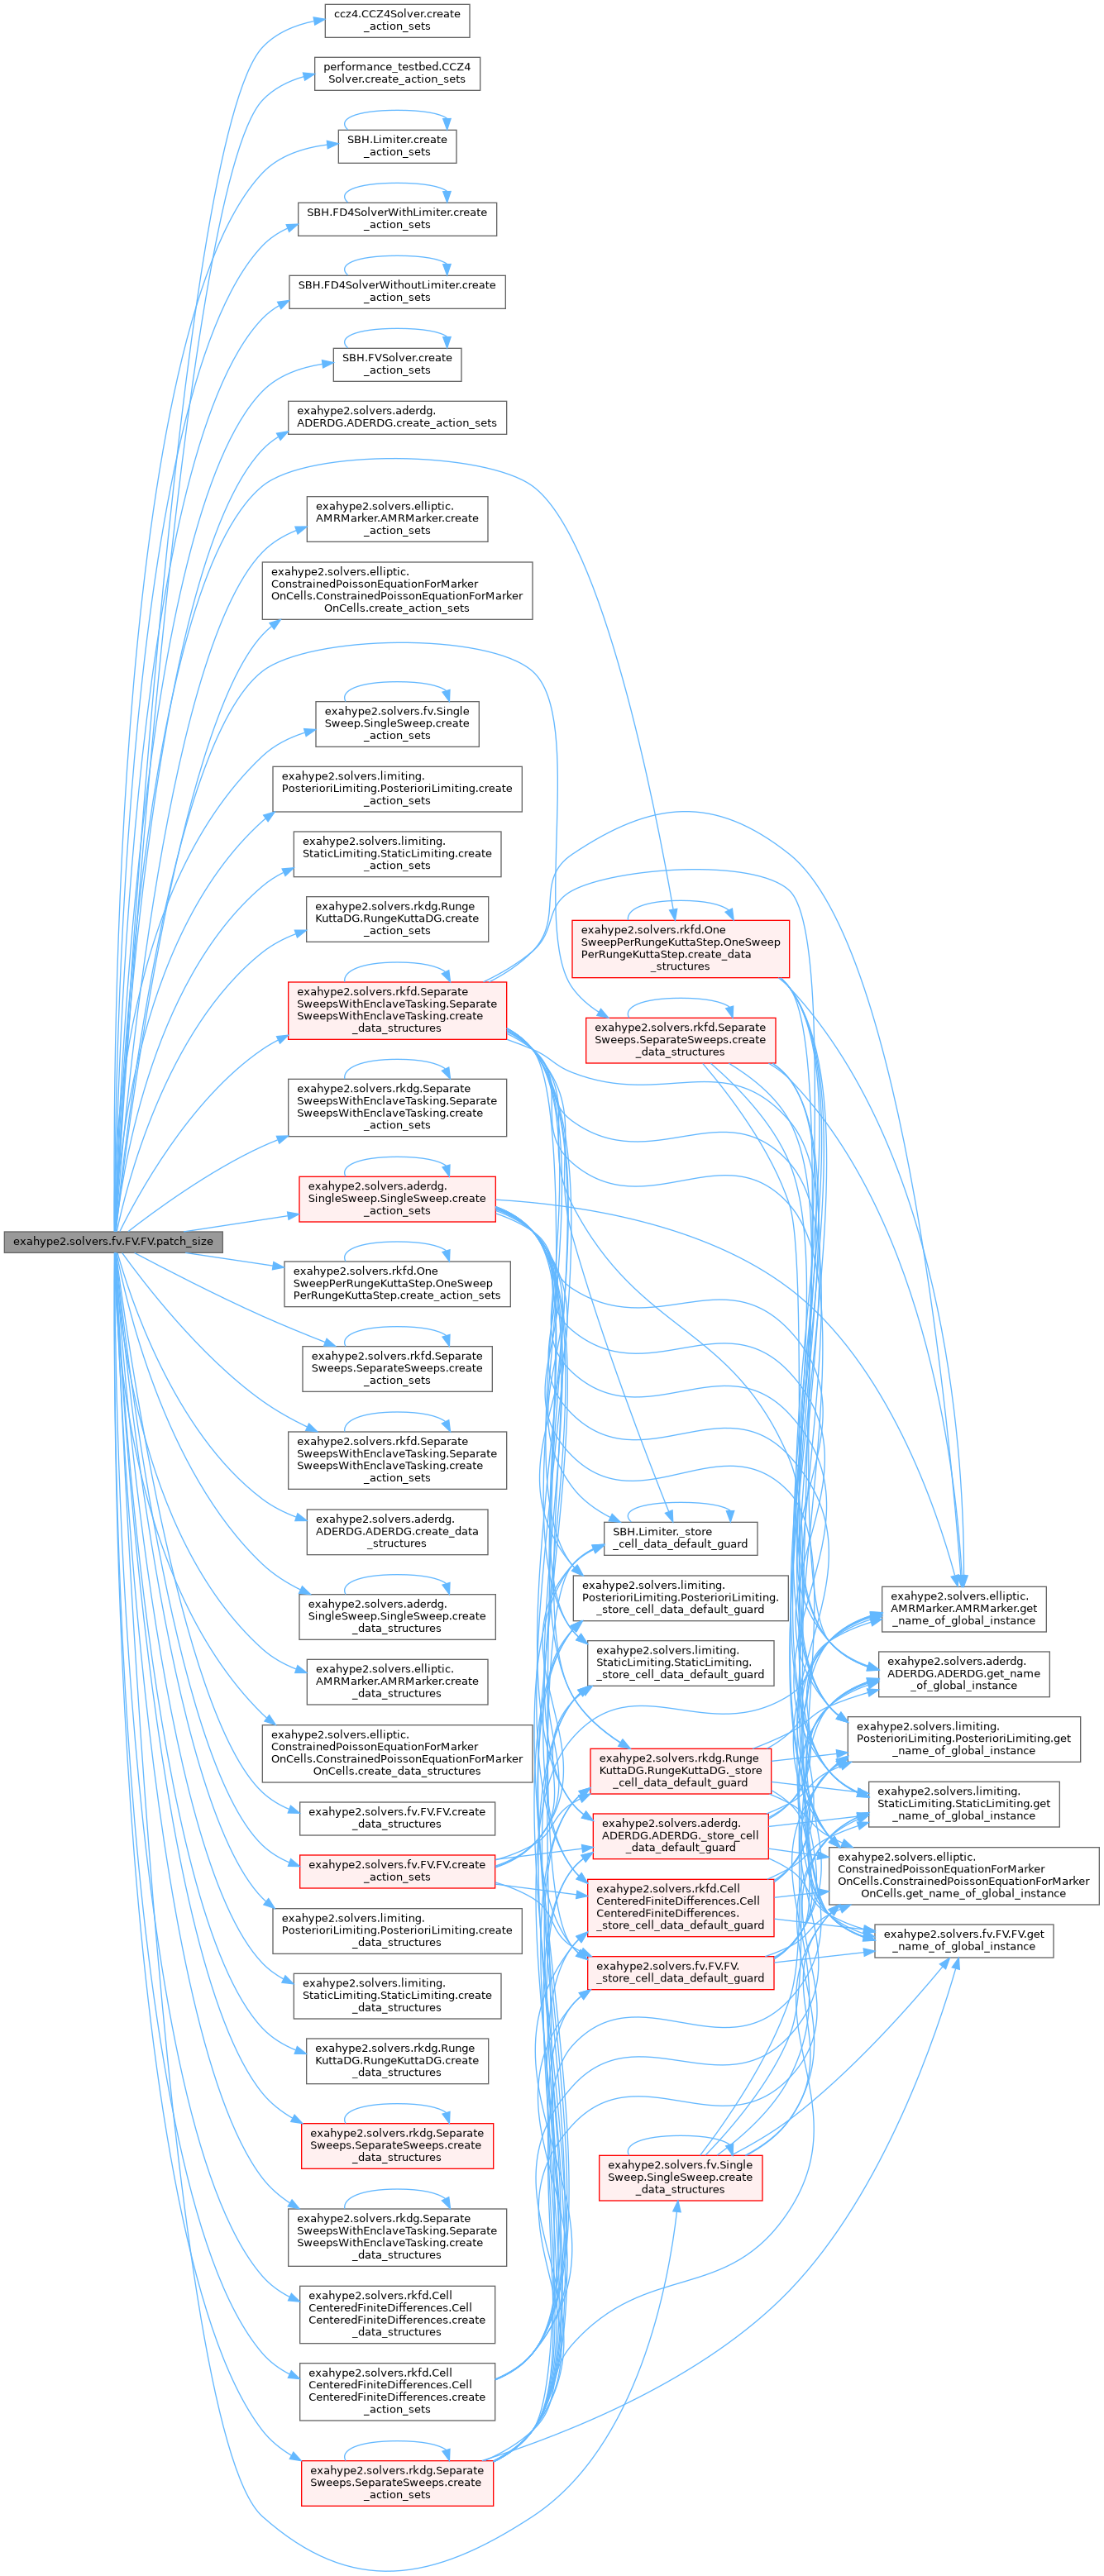 ccz4.CCZ4Solver.create
_action_sets
performance_testbed.CCZ4
Solver.create_action_sets
SBH.Limiter.create
_action_sets
SBH.FD4SolverWithLimiter.create
_action_sets
SBH.FD4SolverWithoutLimiter.create
_action_sets
SBH.FVSolver.create
_action_sets
exahype2.solvers.aderdg.
ADERDG.ADERDG.create_action_sets
exahype2.solvers.elliptic.
AMRMarker.AMRMarker.create
_action_sets
exahype2.solvers.elliptic.
ConstrainedPoissonEquationForMarker
OnCells.ConstrainedPoissonEquationForMarker
OnCells.create_action_sets
exahype2.solvers.fv.Single
Sweep.SingleSweep.create
_action_sets
exahype2.solvers.limiting.
PosterioriLimiting.PosterioriLimiting.create
_action_sets
exahype2.solvers.limiting.
StaticLimiting.StaticLimiting.create
_action_sets
exahype2.solvers.rkdg.Runge
KuttaDG.RungeKuttaDG.create
_action_sets
exahype2.solvers.rkfd.Separate
SweepsWithEnclaveTasking.Separate
SweepsWithEnclaveTasking.create
_data_structures
exahype2.solvers.rkdg.Separate
SweepsWithEnclaveTasking.Separate
SweepsWithEnclaveTasking.create
_action_sets
exahype2.solvers.aderdg.
SingleSweep.SingleSweep.create
_action_sets
exahype2.solvers.fv.FV.FV.patch_size
exahype2.solvers.rkfd.One
SweepPerRungeKuttaStep.OneSweep
PerRungeKuttaStep.create_action_sets
exahype2.solvers.rkfd.Separate
Sweeps.SeparateSweeps.create
_action_sets
exahype2.solvers.rkfd.Separate
SweepsWithEnclaveTasking.Separate
SweepsWithEnclaveTasking.create
_action_sets
exahype2.solvers.aderdg.
ADERDG.ADERDG.create_data
_structures
exahype2.solvers.aderdg.
SingleSweep.SingleSweep.create
_data_structures
exahype2.solvers.elliptic.
AMRMarker.AMRMarker.create
_data_structures
exahype2.solvers.elliptic.
ConstrainedPoissonEquationForMarker
OnCells.ConstrainedPoissonEquationForMarker
OnCells.create_data_structures
exahype2.solvers.fv.FV.FV.create
_data_structures
exahype2.solvers.fv.FV.FV.create
_action_sets
exahype2.solvers.limiting.
PosterioriLimiting.PosterioriLimiting.create
_data_structures
exahype2.solvers.limiting.
StaticLimiting.StaticLimiting.create
_data_structures
exahype2.solvers.rkdg.Runge
KuttaDG.RungeKuttaDG.create
_data_structures
exahype2.solvers.rkdg.Separate
Sweeps.SeparateSweeps.create
_data_structures
exahype2.solvers.rkdg.Separate
SweepsWithEnclaveTasking.Separate
SweepsWithEnclaveTasking.create
_data_structures
exahype2.solvers.rkfd.Cell
CenteredFiniteDifferences.Cell
CenteredFiniteDifferences.create
_data_structures
exahype2.solvers.rkfd.Cell
CenteredFiniteDifferences.Cell
CenteredFiniteDifferences.create
_action_sets
exahype2.solvers.rkdg.Separate
Sweeps.SeparateSweeps.create
_action_sets
exahype2.solvers.rkfd.One
SweepPerRungeKuttaStep.OneSweep
PerRungeKuttaStep.create_data
_structures
exahype2.solvers.rkfd.Separate
Sweeps.SeparateSweeps.create
_data_structures
SBH.Limiter._store
_cell_data_default_guard
exahype2.solvers.limiting.
PosterioriLimiting.PosterioriLimiting.
_store_cell_data_default_guard
exahype2.solvers.limiting.
StaticLimiting.StaticLimiting.
_store_cell_data_default_guard
exahype2.solvers.rkdg.Runge
KuttaDG.RungeKuttaDG._store
_cell_data_default_guard
exahype2.solvers.aderdg.
ADERDG.ADERDG._store_cell
_data_default_guard
exahype2.solvers.rkfd.Cell
CenteredFiniteDifferences.Cell
CenteredFiniteDifferences.
_store_cell_data_default_guard
exahype2.solvers.fv.FV.FV.
_store_cell_data_default_guard
exahype2.solvers.fv.Single
Sweep.SingleSweep.create
_data_structures
exahype2.solvers.elliptic.
AMRMarker.AMRMarker.get
_name_of_global_instance
exahype2.solvers.aderdg.
ADERDG.ADERDG.get_name
_of_global_instance
exahype2.solvers.limiting.
PosterioriLimiting.PosterioriLimiting.get
_name_of_global_instance
exahype2.solvers.limiting.
StaticLimiting.StaticLimiting.get
_name_of_global_instance
exahype2.solvers.elliptic.
ConstrainedPoissonEquationForMarker
OnCells.ConstrainedPoissonEquationForMarker
OnCells.get_name_of_global_instance
exahype2.solvers.fv.FV.FV.get
_name_of_global_instance